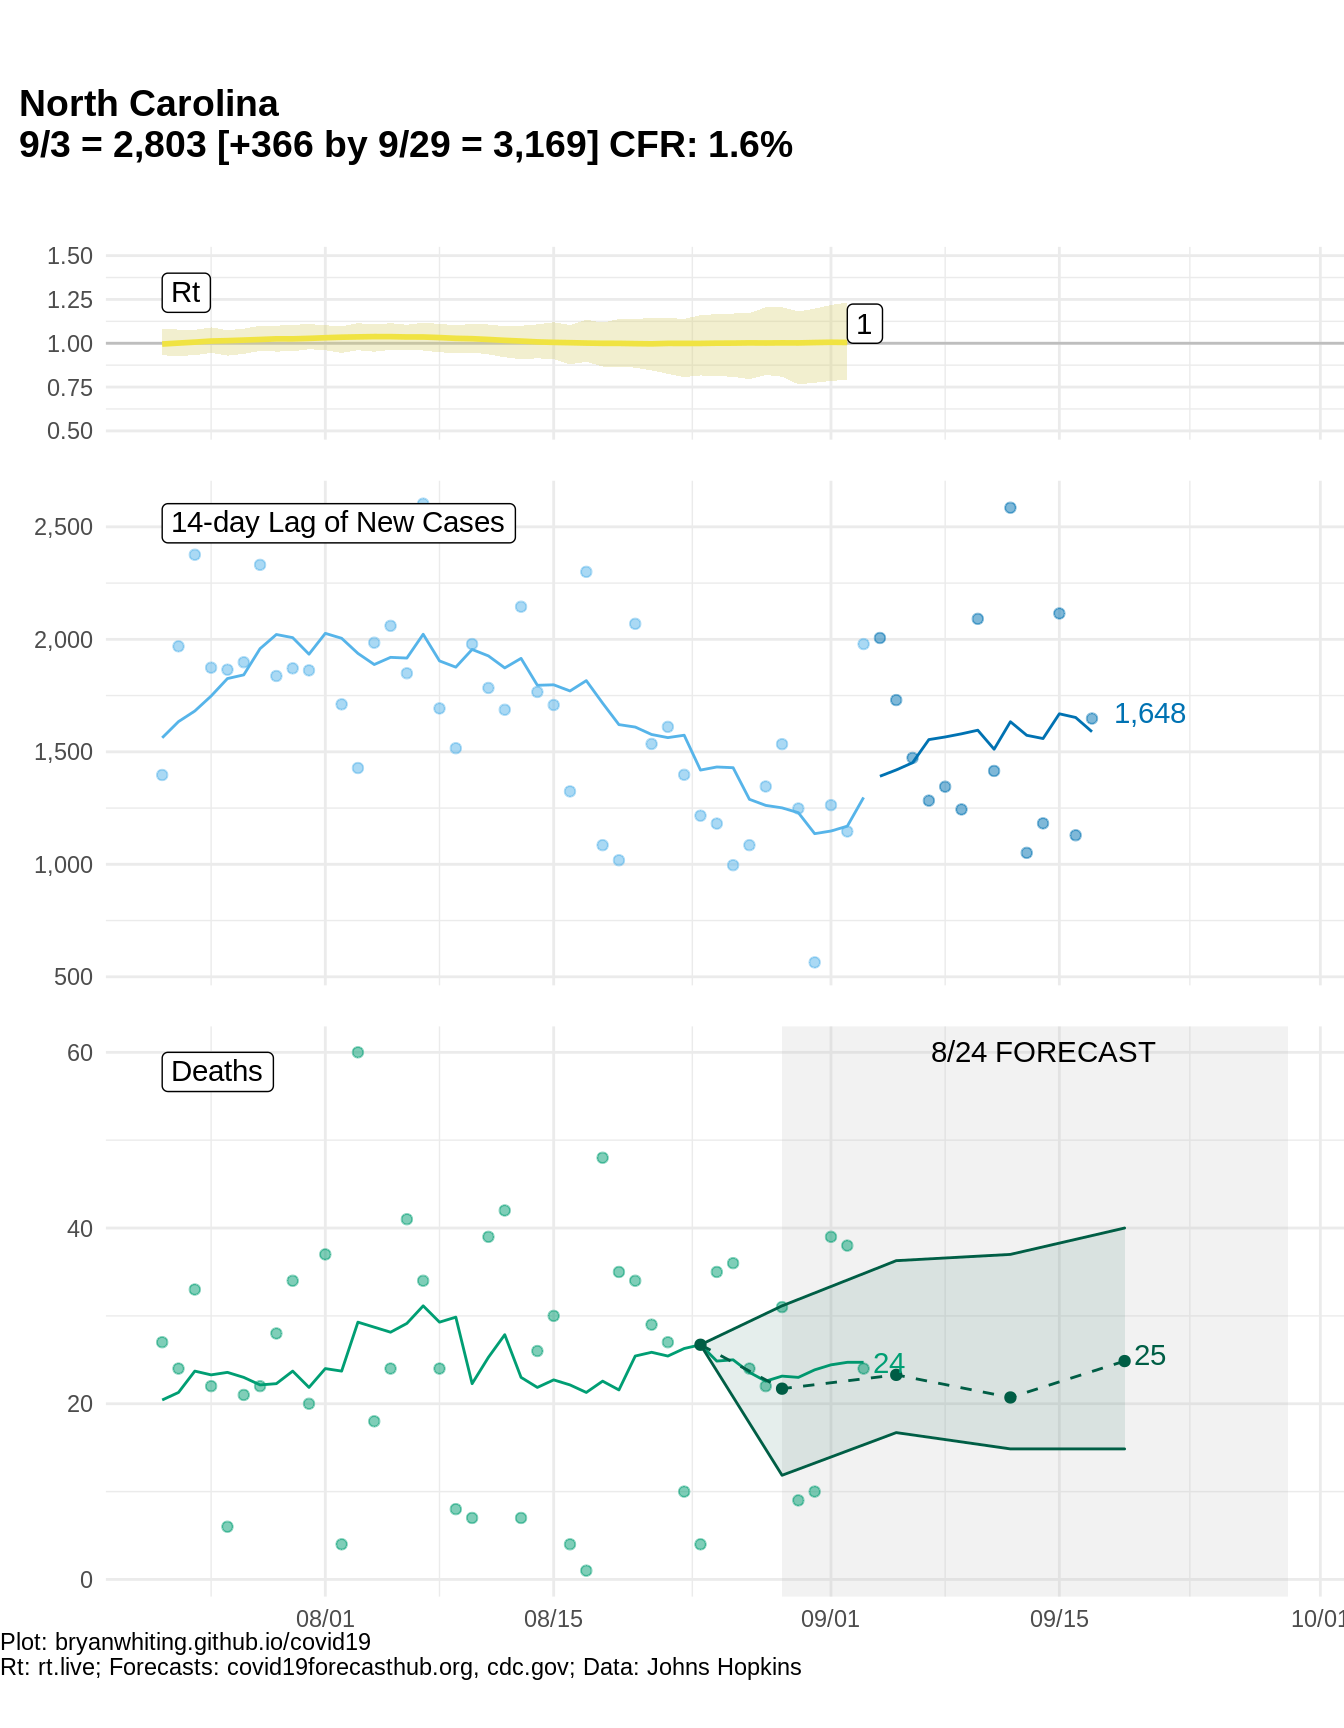 North Carolina
9/3 = 2,803 [+366 by 9/29 = 3,169] CFR: 1.6%
1.50
Rt
1.25
1
1.00
0.75
0.50
14-day Lag of New Cases
2,500
2,000
1,648
1,500
1,000
500
8/24 FORECAST
60
Deaths
40
24
25
20
0
08/01 08/15 09/01 09/15 10/01
Plot: bryanwhiting.github.io/covid19
Rt: rt.live; Forecasts: covid19forecasthub.org, cdc.gov; Data: Johns Hopkins